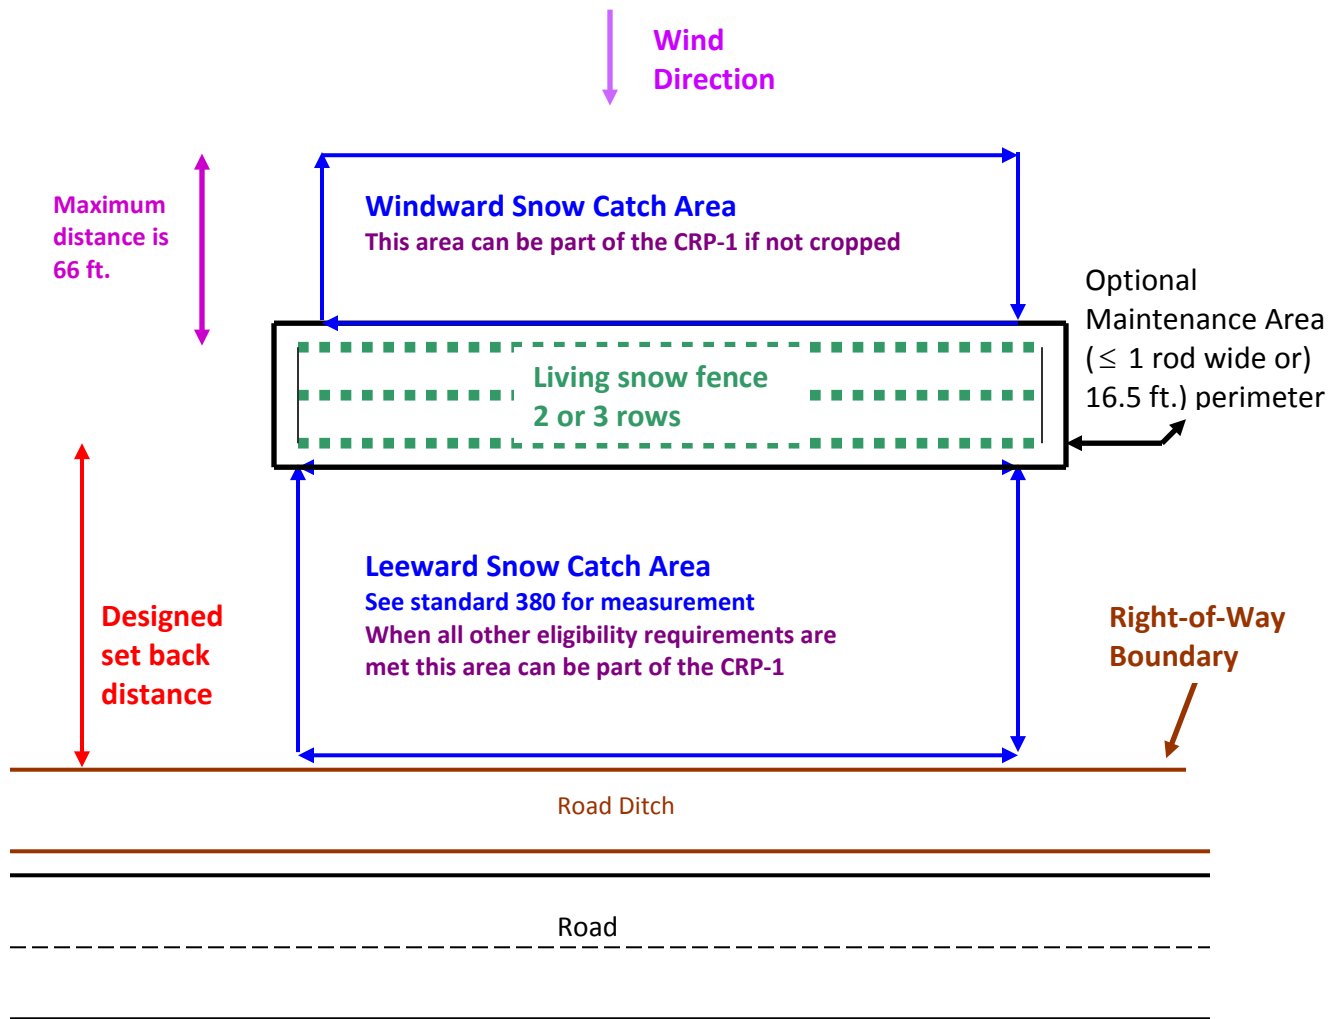 Wind
Direction
Maximum
distance is
66 ft.
Windward Snow Catch Area
This area can be part of the CRP-1 if not cropped
Optional
Maintenance Area
(≤ 1 rod wide or)
16.5 ft.) perimeter
Living snow fence
2 or 3 rows
Leeward Snow Catch Area
See standard 380 for measurement
When all other eligibility requirements are
met this area can be part of the CRP-1
Designed
set back
distance
Right-of-Way
Boundary
Road Ditch
Road